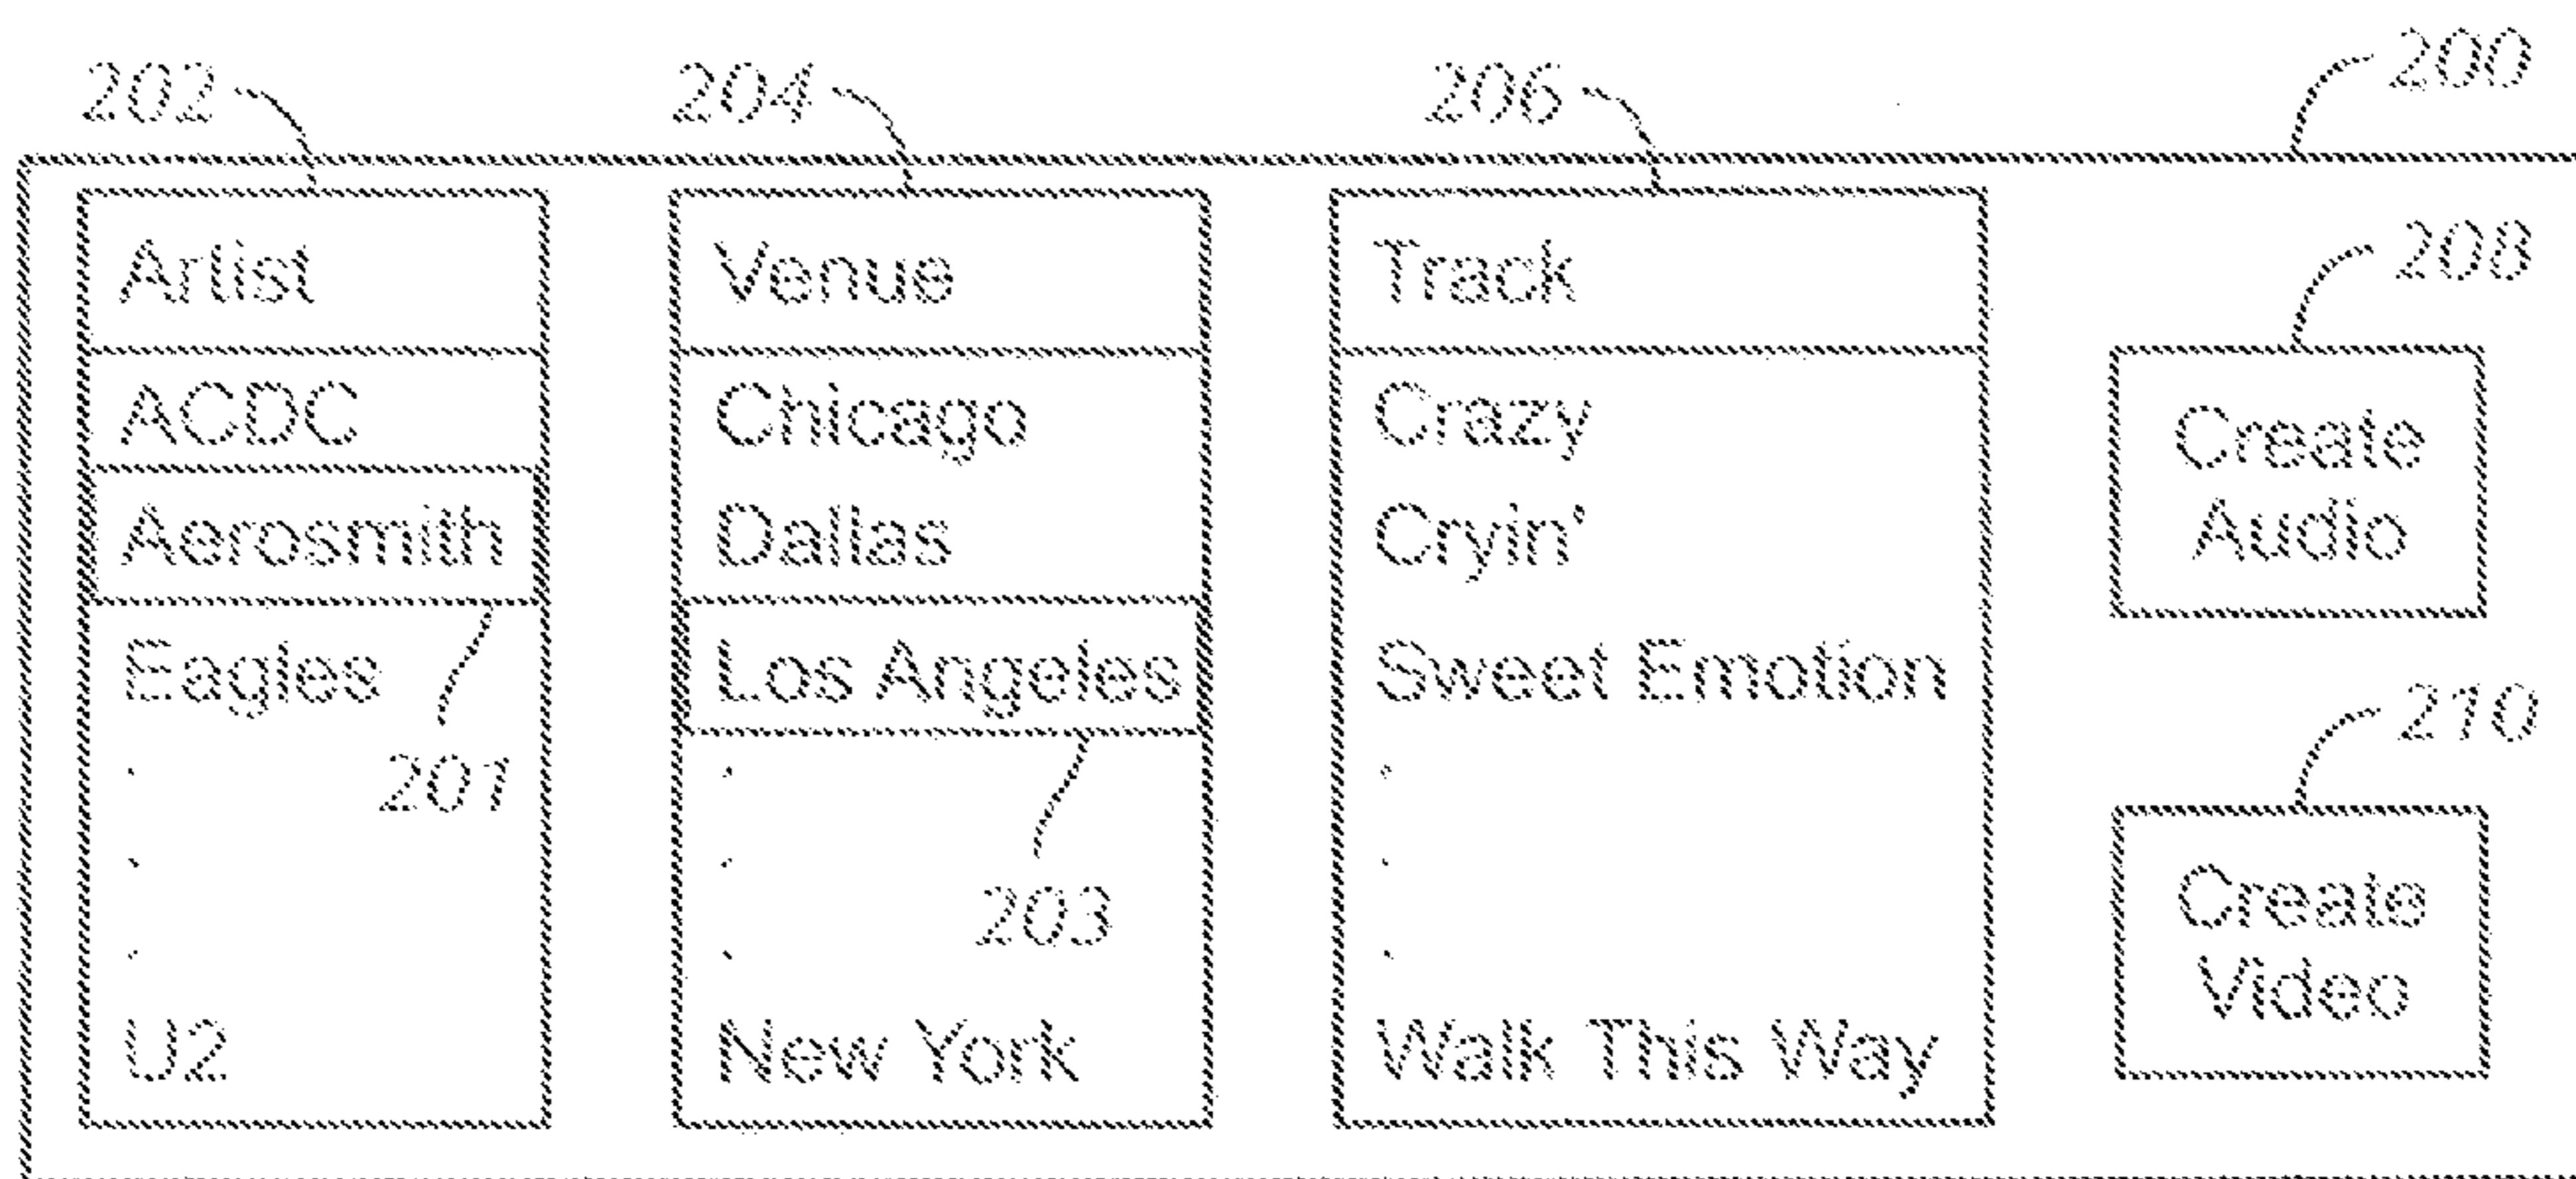 202 204 206 200
Artist Venue Track 208
ACDC Chicago Crazy Create
Aerosmith Dallas Cryin' Audio
Eagles Los Angeles Sweet Emotion
201 203 210
Create
Video
U2 New York Walk This Way